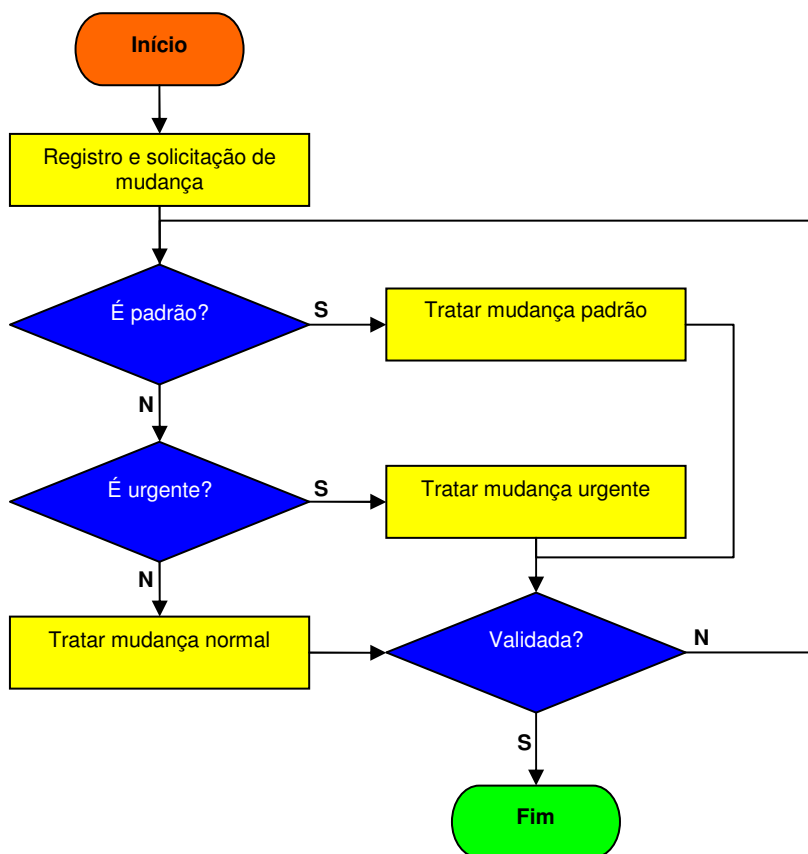 Início
Registro e solicitação de
mudança
É padrão?
S
Tratar mudança padrão
N
É urgente?
S
Tratar mudança urgente
N
Tratar mudança normal
Validada?
N
S
Fim